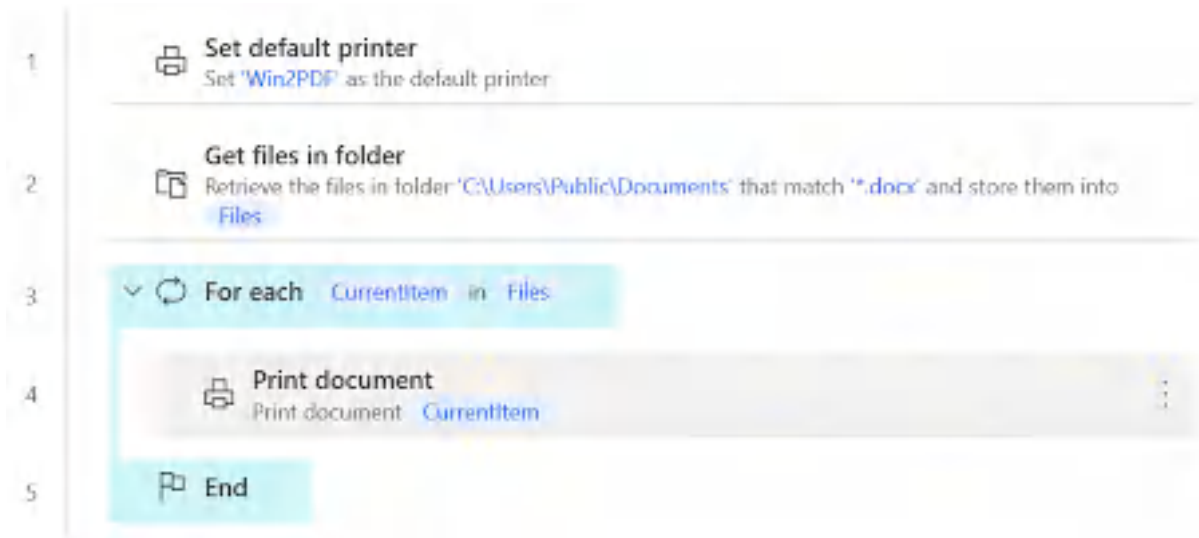 1
Set default printer
Set 'Win2PDF' as the default printer
2
Get files in folder
Retrieve the files in folder 'C:\Users\Public\Documents' that match '*.docx' and store them into
Files
3
For each CurrentItem in Files
4
Print document
Print document CurrentItem
5
End